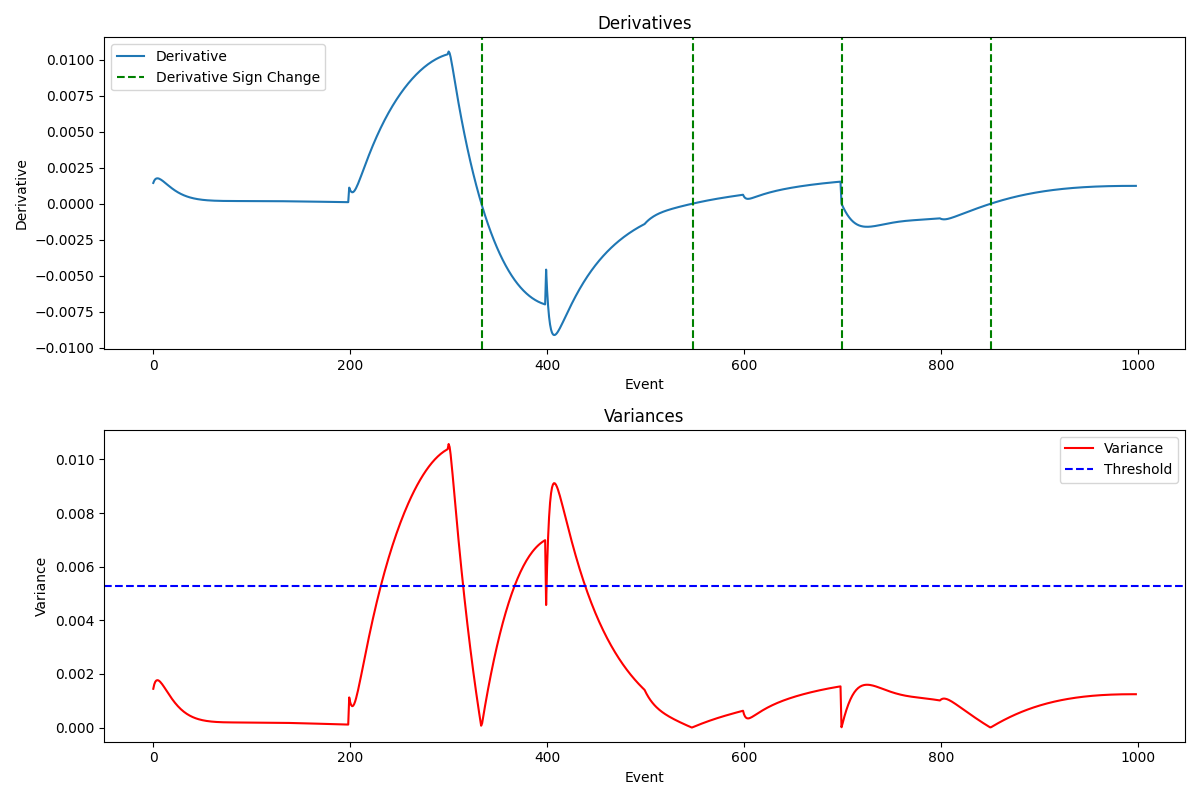 Derivatives
Derivative
Derivative Sign Change
0.0100
0.0075
0.0050
0.0025
0.0000
−0.0025
−0.0050
−0.0075
−0.0100
Derivative
0 200 400 600 800 1000
Event
Variances
Variance
Threshold
0.010
0.008
0.006
0.004
0.002
0.000
Variance
0 200 400 600 800 1000
Event